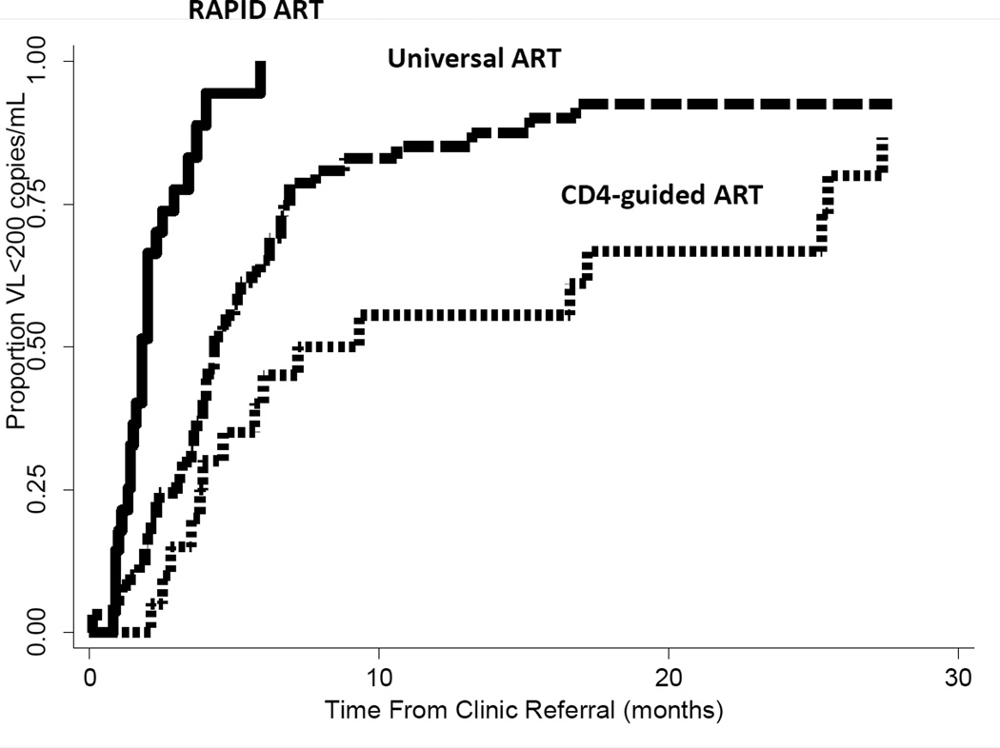 RAPID ART
Universal ART
CD4-guided ART
Proportion VL<200 copies/mL
1.00
0.75
0.50
0.25
0.00
0
10
20
30
Time From Clinic Referral (months)